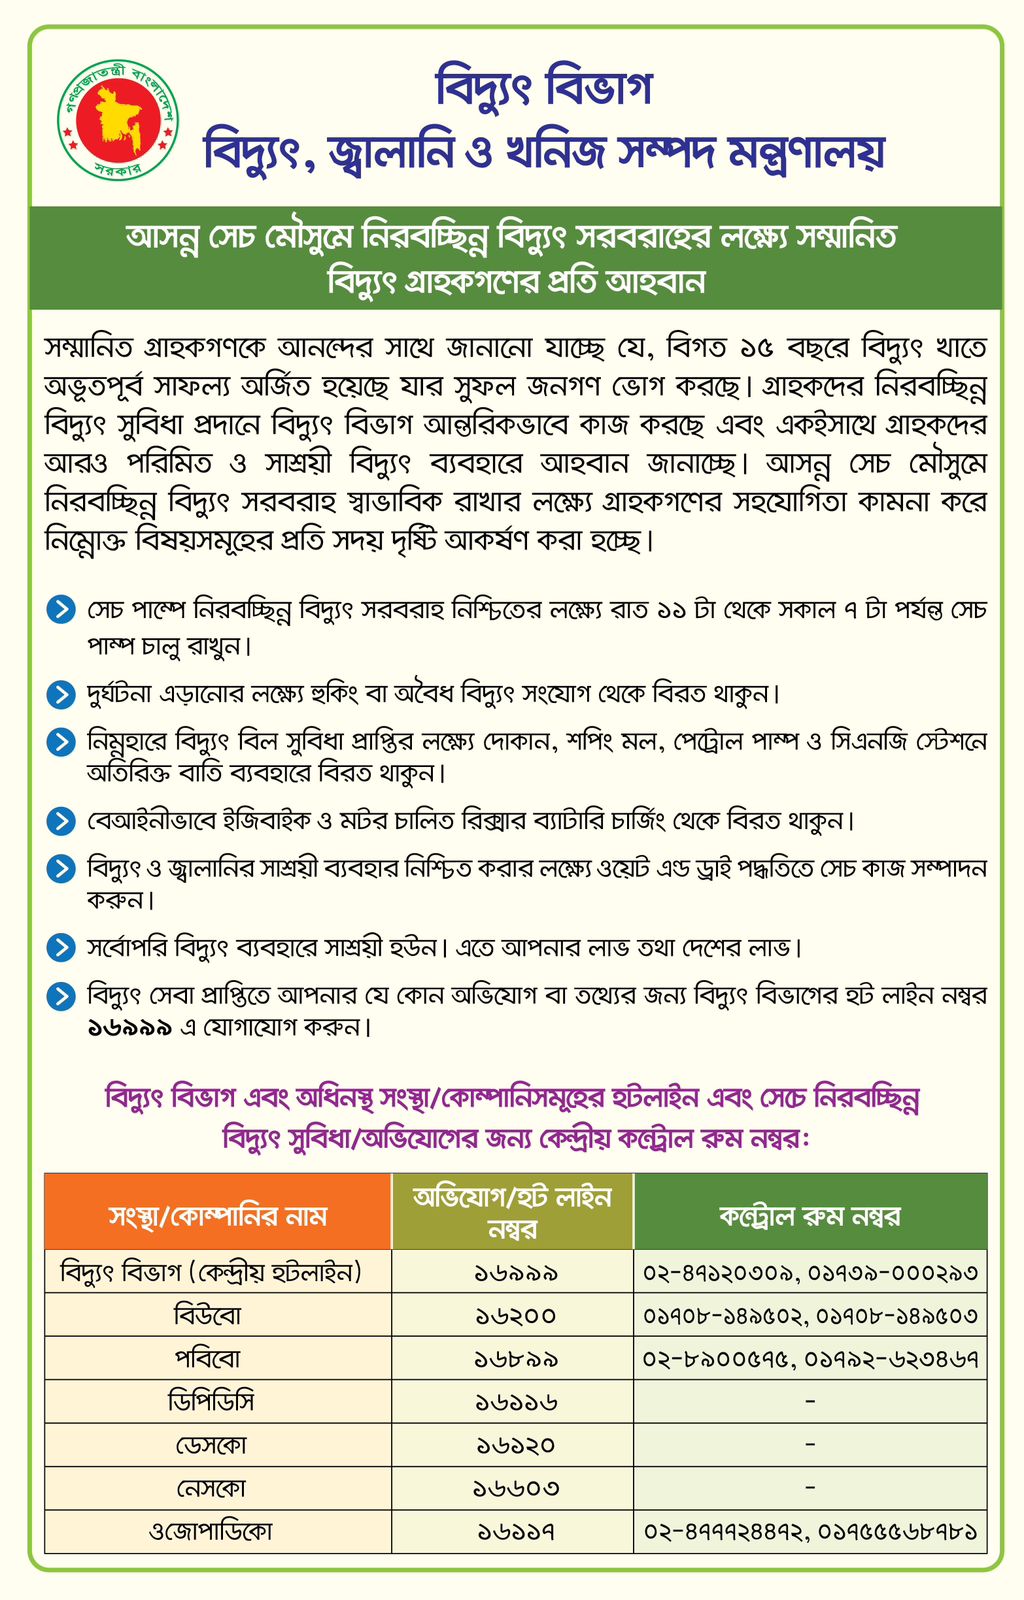 গণপ্রজাতন্ত্রী বাংলাদেশ
সরকার
বিদ্যুৎ বিভাগ
বিদ্যুৎ, জ্বালানি ও খনিজ সম্পদ মন্ত্রণালয়
আসন্ন সেচ মৌসুমে নিরবচ্ছিন্ন বিদ্যুৎ সরবরাহের লক্ষ্যে সম্মানিত
বিদ্যুৎ গ্রাহকগণের প্রতি আহবান
সম্মানিত গ্রাহকগণকে আনন্দের সাথে জানানো যাচ্ছে যে, বিগত ১৫ বছরে বিদ্যুৎ খাতে
অভূতপূর্ব সাফল্য অর্জিত হয়েছে যার সুফল জনগণ ভোগ করছে। গ্রাহকদের নিরবচ্ছিন্ন
বিদ্যুৎ সুবিধা প্রদানে বিদ্যুৎ বিভাগ আন্তরিকভাবে কাজ করছে এবং একইসাথে গ্রাহকদের
আরও পরিমিত ও সাশ্রয়ী বিদ্যুৎ ব্যবহারে আহবান জানাচ্ছে। আসন্ন সেচ মৌসুমে
নিরবচ্ছিন্ন বিদ্যুৎ সরবরাহ স্বাভাবিক রাখার লক্ষ্যে গ্রাহকগণের সহযোগিতা কামনা করে
নিম্নোক্ত বিষয়সমূহের প্রতি সদয় দৃষ্টি আকর্ষণ করা হচ্ছে।
সেচ পাম্পে নিরবচ্ছিন্ন বিদ্যুৎ সরবরাহ নিশ্চিতের লক্ষ্যে রাত ১১ টা থেকে সকাল ৭ টা পর্যন্ত সেচ
পাম্প চালু রাখুন।
দুর্ঘটনা এড়ানোর লক্ষ্যে হুকিং বা অবৈধ বিদ্যুৎ সংযোগ থেকে বিরত থাকুন।
নিম্নহারে বিদ্যুৎ বিল সুবিধা প্রাপ্তির লক্ষ্যে দোকান, শপিং মল, পেট্রোল পাম্প ও সিএনজি স্টেশনে
অতিরিক্ত বাতি ব্যবহারে বিরত থাকুন।
বেআইনীভাবে ইজিবাইক ও মটর চালিত রিক্সার ব্যাটারি চার্জিং থেকে বিরত থাকুন।
বিদ্যুৎ ও জ্বালানির সাশ্রয়ী ব্যবহার নিশ্চিত করার লক্ষ্যে ওয়েট এণ্ড ড্রাই পদ্ধতিতে সেচ কাজ সম্পাদন
করুন।
সর্বোপরি বিদ্যুৎ ব্যবহারে সাশ্রয়ী হউন। এতে আপনার লাভ তথা দেশের লাভ।
বিদ্যুৎ সেবা প্রাপ্তিতে আপনার যে কোন অভিযোগ বা তথ্যের জন্য বিদ্যুৎ বিভাগের হট লাইন নম্বর
১৬৯৯৯ এ যোগাযোগ করুন।
বিদ্যুৎ বিভাগ এবং অধিনস্থ সংস্থা/কোম্পানিসমূহের হটলাইন এবং সেচে নিরবচ্ছিন্ন
বিদ্যুৎ সুবিধা/অভিযোগের জন্য কেন্দ্রীয় কন্ট্রোল রুম নম্বর:
সংস্থা/কোম্পানির নাম অভিযোগ/হট লাইন নম্বর কন্ট্রোল রুম নম্বর
বিদ্যুৎ বিভাগ (কেন্দ্রীয় হটলাইন) ১৬৯৯৯ ০২-৪৭১২০৩০৯, ০১৭৩৯-০০০২৯৩
বিউবো ১৬২০০ ০১৭০৮-১৪৯৫০২, ০১৭০৮-১৪৯৫০৩
পবিবো ১৬৮৯৯ ০২-৮৯০০৫৭৫, ০১৭৯২-৬২৩৪৬৭
ডিপিডিসি ১৬১১৬ -
ডেসকো ১৬১২০ -
নেসকো ১৬৬০৩ -
ওজোপাডিকো ১৬১১৭ ০২-৪৭৭৭২৪৪৭২, ০১৭৫৫৫৬৮৭৮১